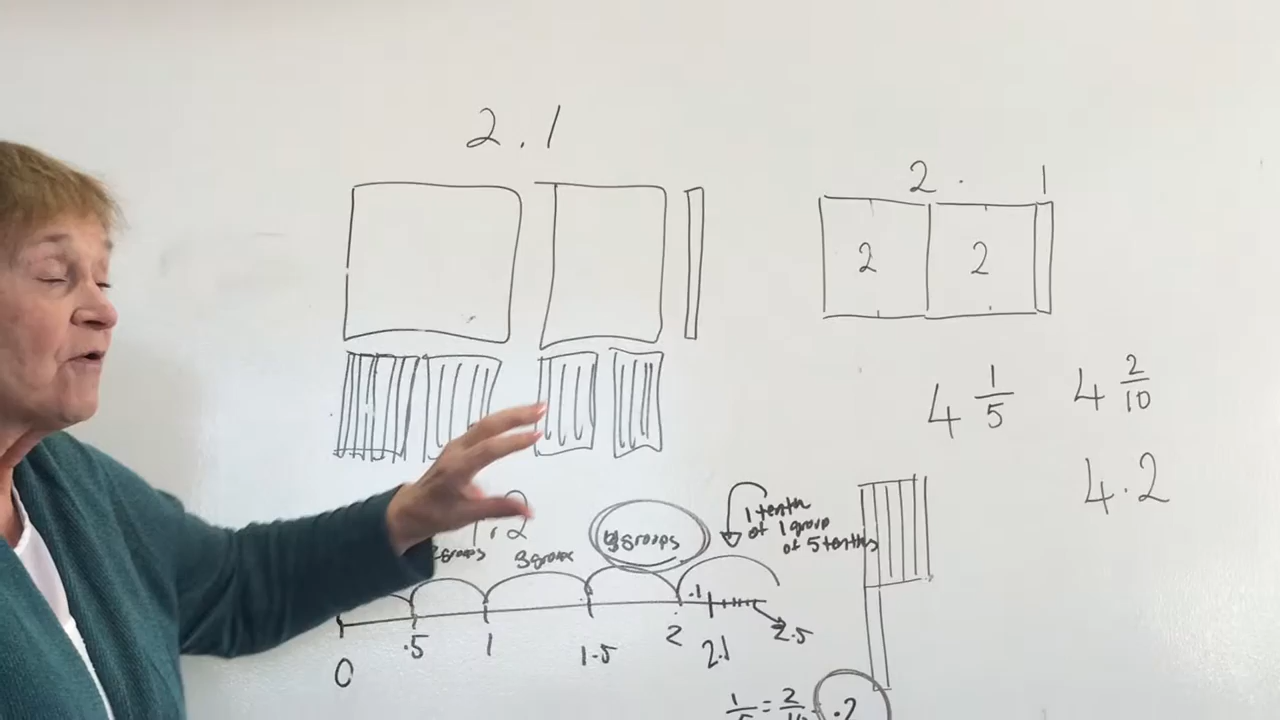 2.1
2 . 1
2 2
4 1/5 4 2/10
4.2
groups 3groups groups
1 tenth
of 1 group
of 5 tenths
.1
0 .5 1 1.5 2 2.1 2.5
1/5 = 2/10 .2